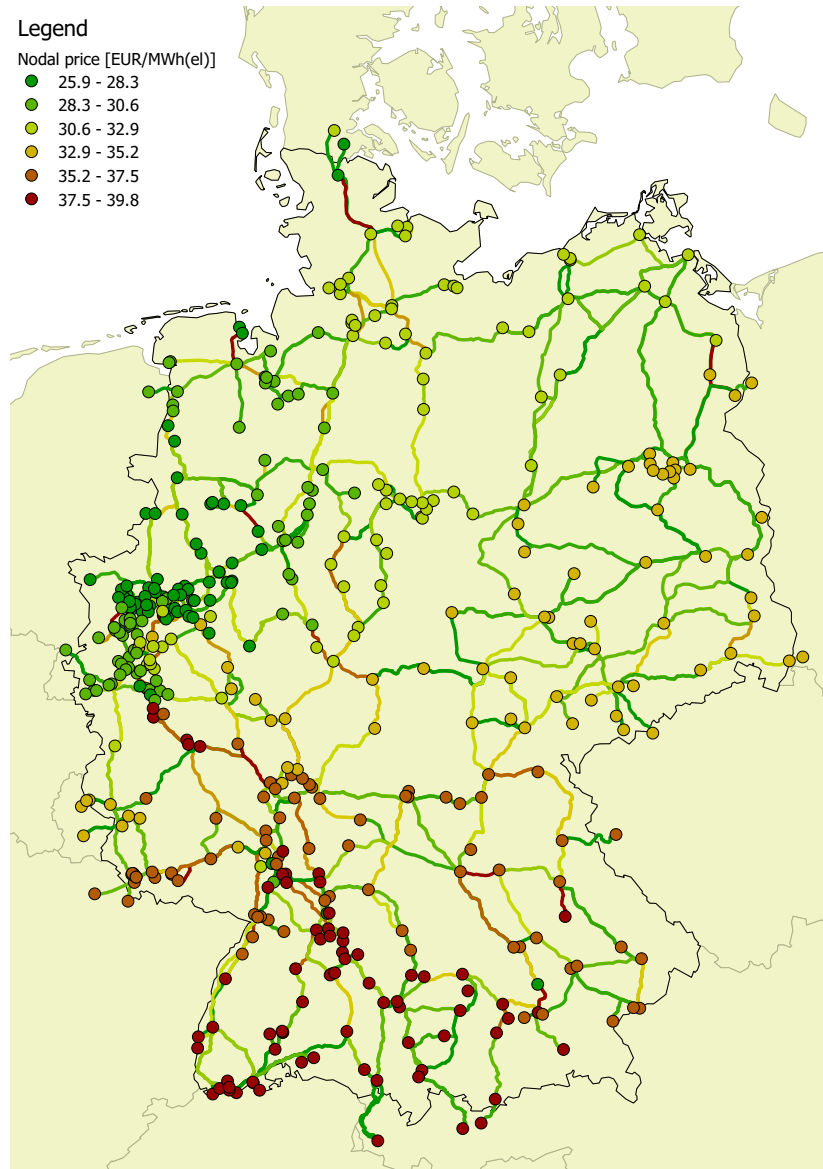 Legend
Nodal price [EUR/MWh(el)]
25.9 - 28.3
28.3 - 30.6
30.6 - 32.9
32.9 - 35.2
35.2 - 37.5
37.5 - 39.8